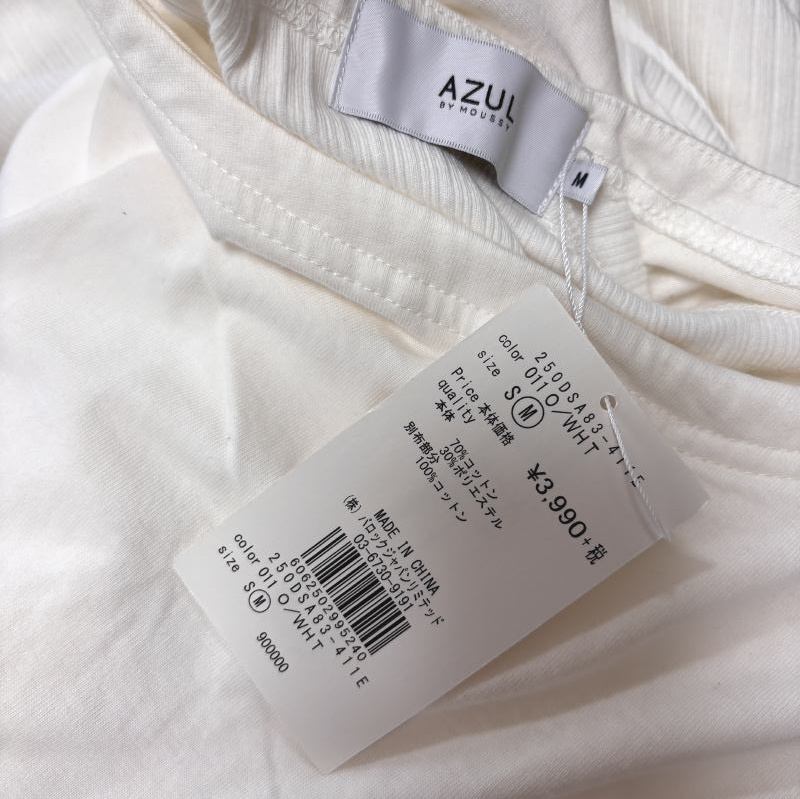 AZUL
BY MOUSSY
M
250DSA83-411E
color 011 O/WHT
size S M
Price 本体価格
¥3,990+税
quality
本体 70%コットン
30%ポリエステル
別布部分 100%コットン
MADE IN CHINA
(株)バロックジャパンリミテッド
03-6730-9191
6062502995240
250DSA83-411E
color 011 O/WHT
size S M
900000